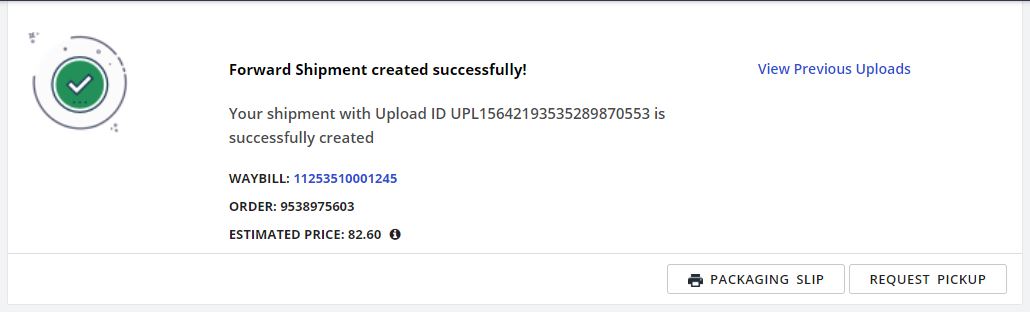 Forward Shipment created successfully!
View Previous Uploads
Your shipment with Upload ID UPL15642193535289870553 is
successfully created
WAYBILL: 11253510001245
ORDER: 9538975603
ESTIMATED PRICE: 82.60
PACKAGING SLIP
REQUEST PICKUP